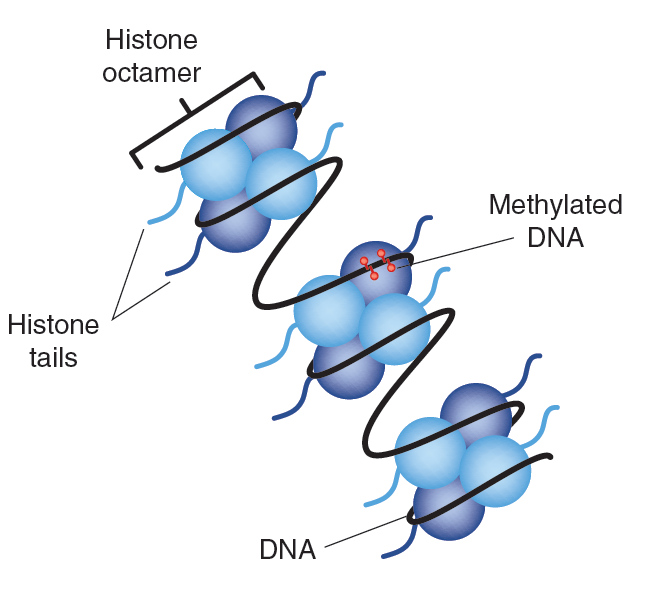 Histone
octamer
Methylated
DNA
Histone
tails
DNA